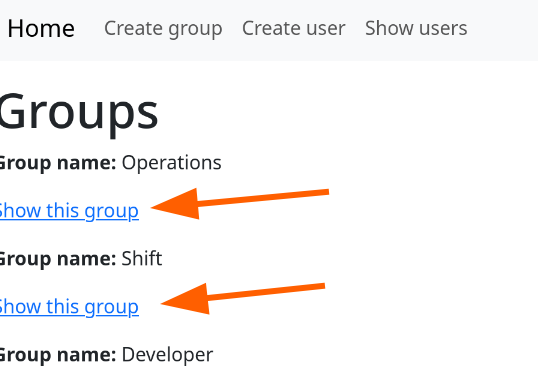 Home Create group Create user Show users
Groups
Group name: Operations
Show this group
Group name: Shift
Show this group
Group name: Developer